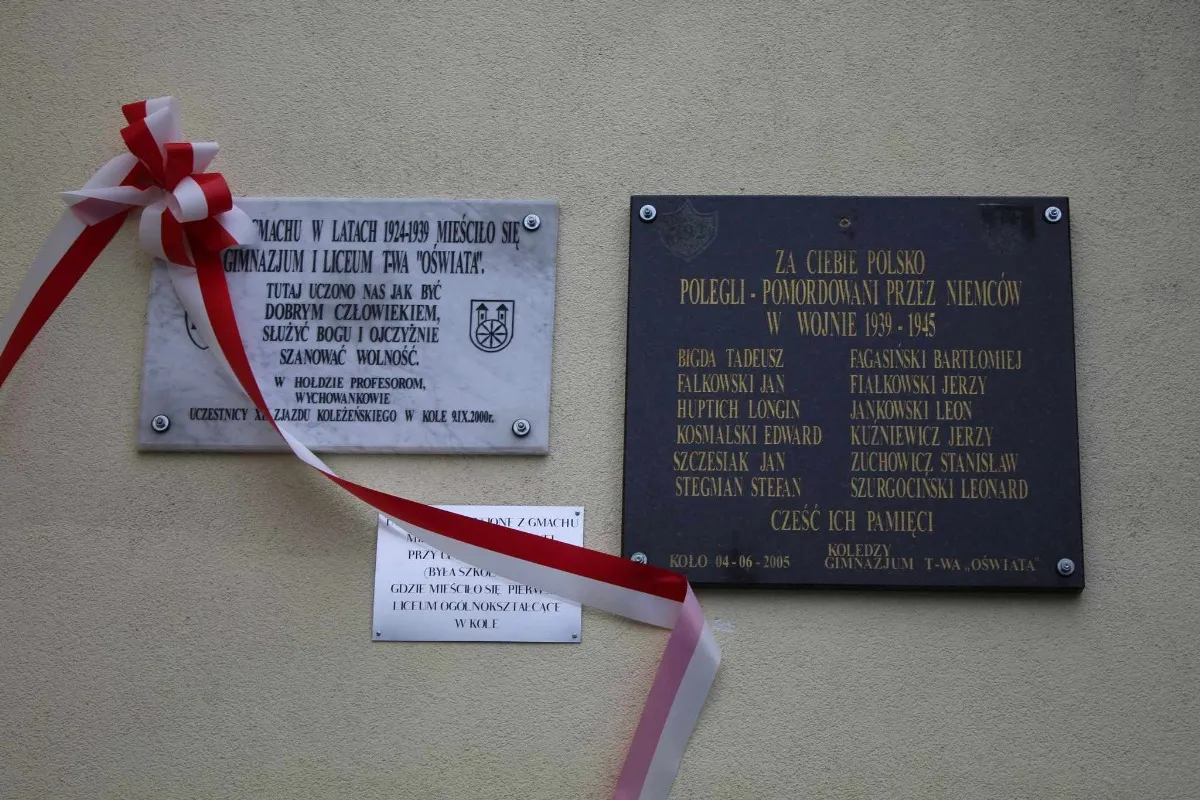 GMACHU W LATACH 1924-1939 MIEŚCIŁO SIĘ
GIMNAZJUM I LICEUM T-WA "OŚWIATA".
TUTAJ UCZONO NAS JAK BYĆ
DOBRYM CZŁOWIEKIEM,
SŁUŻYĆ BOGU I OJCZYŹNIE
SZANOWAĆ WOLNOŚĆ.
W HOŁDZIE PROFESOROM,
WYCHOWANKOWIE
UCZESTNICY ZJAZDU KOLEŻEŃSKIEGO W KOLE 9.IX.2000r.
Z GMACHU
PRZY
(BYŁA
GDZIE MIEŚCIŁO SIĘ
LICEUM OGÓLNOKSZTAŁCĄCE
W KOLE
ZA CIEBIE POLSKO
POLEGLI - POMORDOWANI PRZEZ NIEMCÓW
W WOJNIE 1939 - 1945
BIGDA TADEUSZ FAGASIŃSKI BARTŁOMIEJ
FALKOWSKI JAN FIAŁKOWSKI JERZY
HUPTICH LONGIN JANKOWSKI LEON
KOSMALSKI EDWARD KUŹNIEWICZ JERZY
SZCZESIAK JAN ZUCHOWICZ STANISŁAW
STEGMAN STEFAN SZURGOCIŃSKI LEONARD
CZEŚĆ ICH PAMIĘCI
KOŁO 04-06-2005 KOLEDZY
GIMNAZJUM T-WA „OŚWIATA"